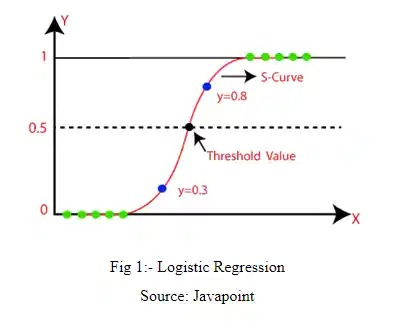 Y
1
S-Curve
y=0.8
0.5
Threshold Value
y=0.3
0
X
Fig 1:- Logistic Regression
Source: Javapoint